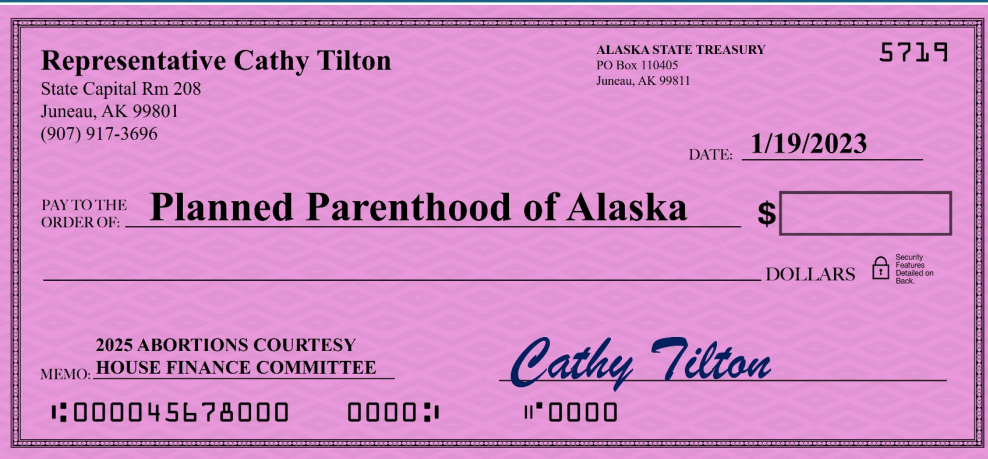 Representative Cathy Tilton
State Capital Rm 208
Juneau, AK 99801
(907) 917-3696
ALASKA STATE TREASURY
PO Box 110405
Juneau, AK 99811
5719
DATE: 1/19/2023
PAY TO THE
ORDER OF: Planned Parenthood of Alaska $
DOLLARS
Security
Features
Detailed on
Back.
2025 ABORTIONS COURTESY
MEMO: HOUSE FINANCE COMMITTEE
Cathy Tilton
⑆000045678000 0000⑆ ⑈0000